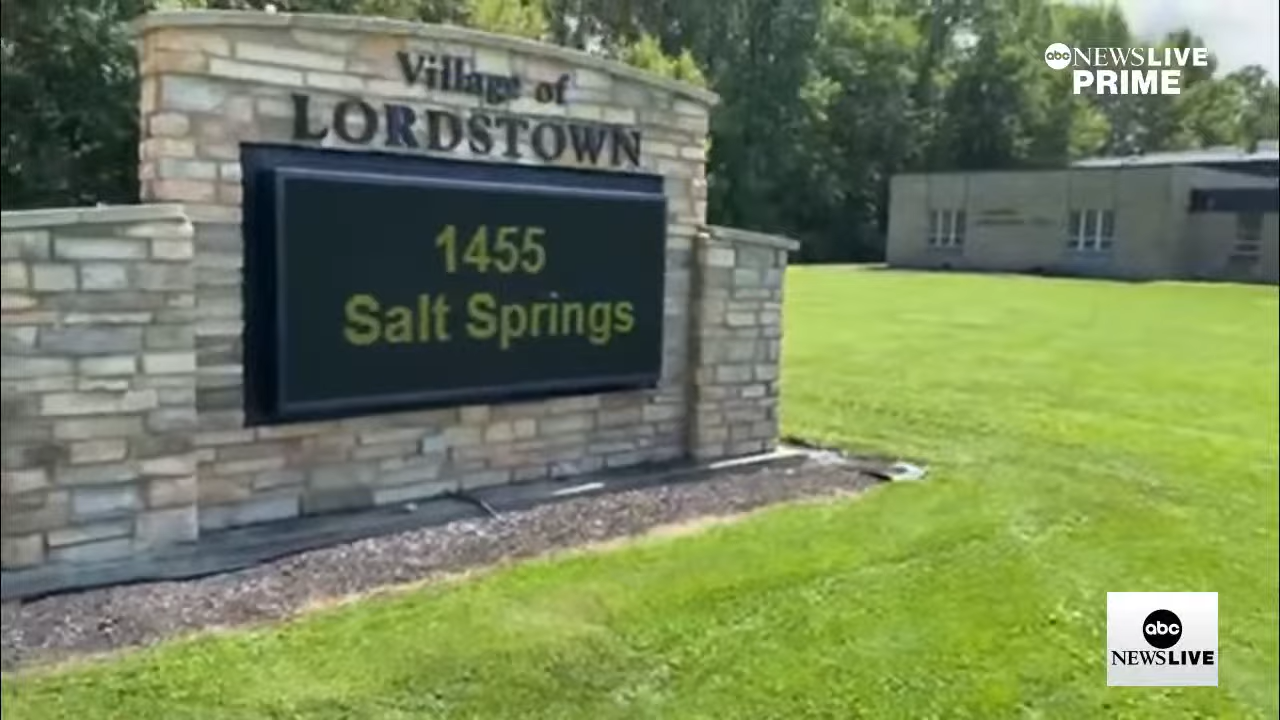 Village of
LORDSTOWN
1455
Salt Springs
abc NEWS LIVE
PRIME
abc
NEWS LIVE